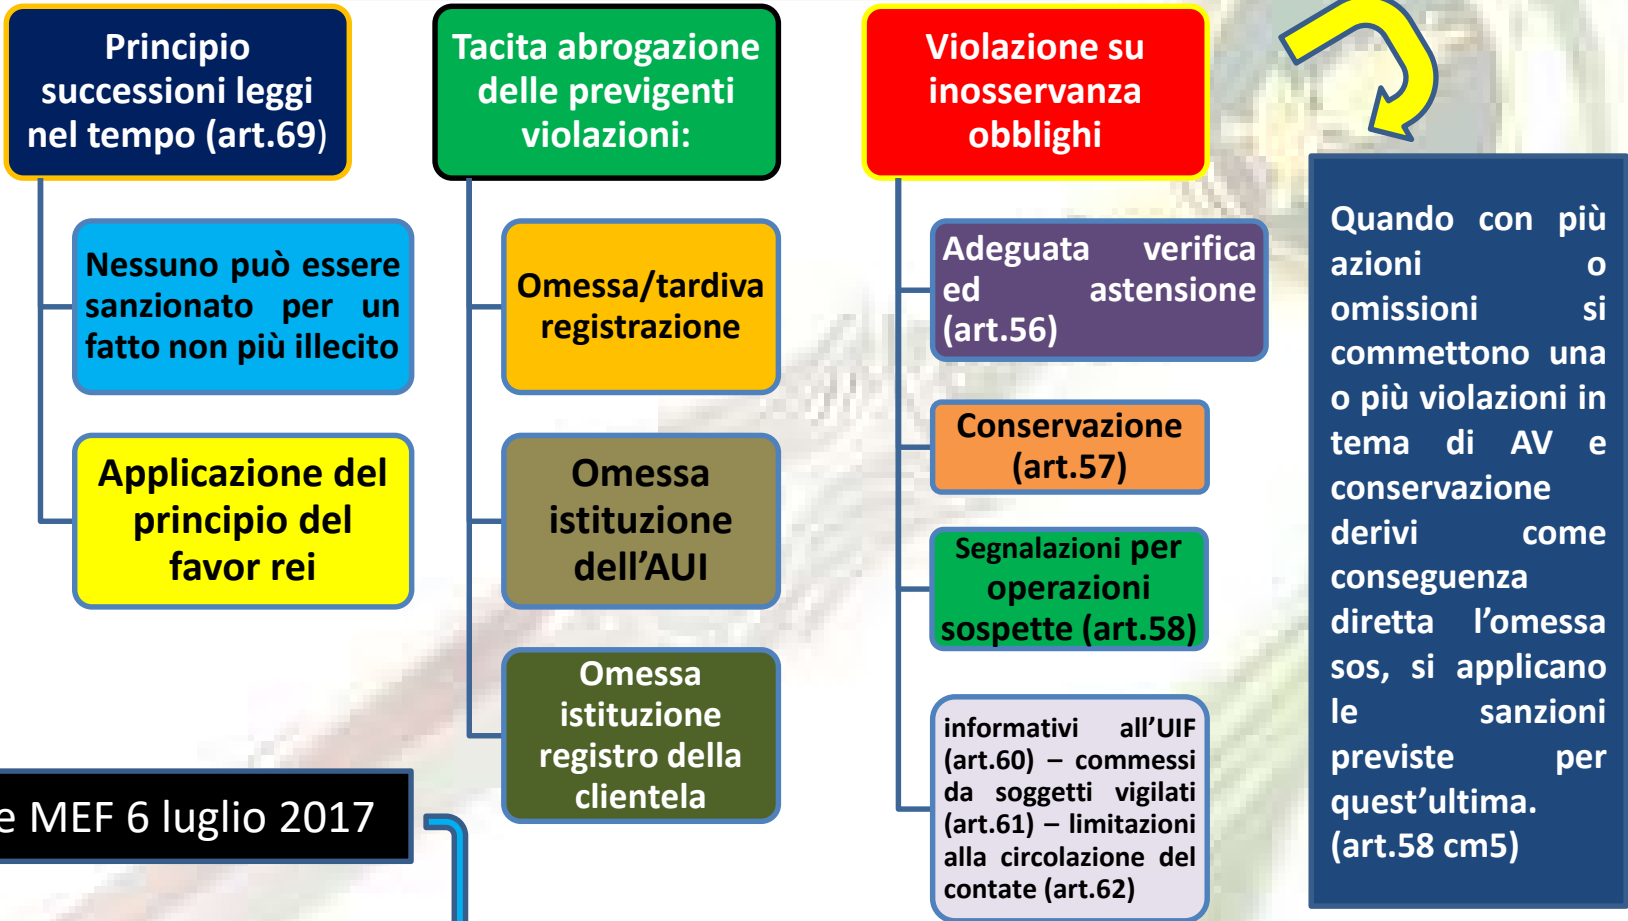 Principio
successioni leggi
nel tempo (art.69)
Nessuno può essere
sanzionato per un
fatto non più illecito
Applicazione del
principio del
favor rei
Tacita abrogazione
delle previgenti
violazioni:
Omessa/tardiva
registrazione
Omessa
istituzione
dell'AUI
Omessa
istituzione
registro della
clientela
Violazione su
inosservanza
obblighi
Adeguata verifica
ed astensione
(art.56)
Conservazione
(art.57)
Segnalazioni per
operazioni
sospette (art.58)
informativi all'UIF
(art.60) – commessi
da soggetti vigilati
(art.61) – limitazioni
alla circolazione del
contate (art.62)
Quando con più
azioni o
omissioni si
commettono una
o più violazioni in
tema di AV e
conservazione
derivi come
conseguenza
diretta l'omessa
sos, si applicano
le sanzioni
previste per
quest'ultima.
(art.58 cm5)
e MEF 6 luglio 2017